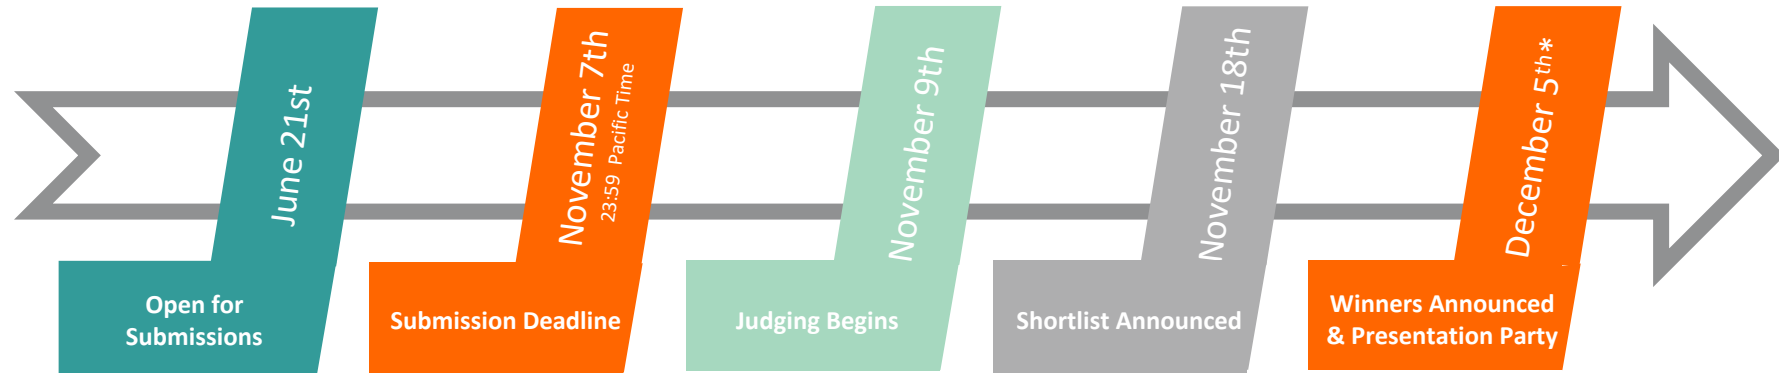 June 21st
Open for
Submissions
November 7th
23:59 Pacific Time
Submission Deadline
November 9th
Judging Begins
November 18th
Shortlist Announced
December 5th*
Winners Announced
& Presentation Party